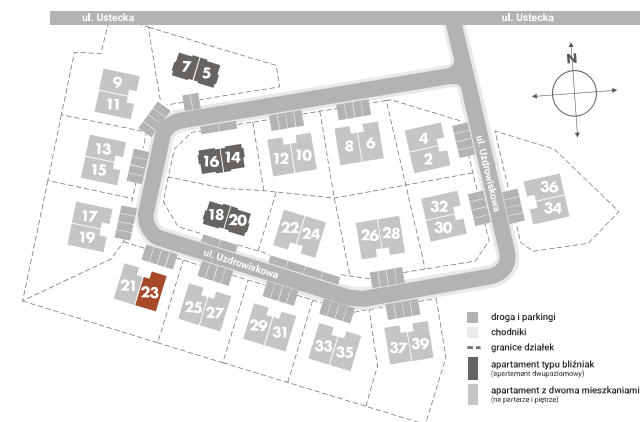 ul. Ustecka
ul. Ustecka
7 5
9
11
N
13
15
16 14
12 10
8 6
4
2
ul. Uzdrowiskowa
36
34
17
19
18 20
22 24
26 28
32
30
ul. Uzdrowiskowa
21 23
25 27
29 31
33 35
37 39
droga i parkingi
chodniki
granice działek
apartament typu bliźniak
(apartament dwupoziomowy)
apartament z dwoma mieszkaniami
(na parterze i piętrze)